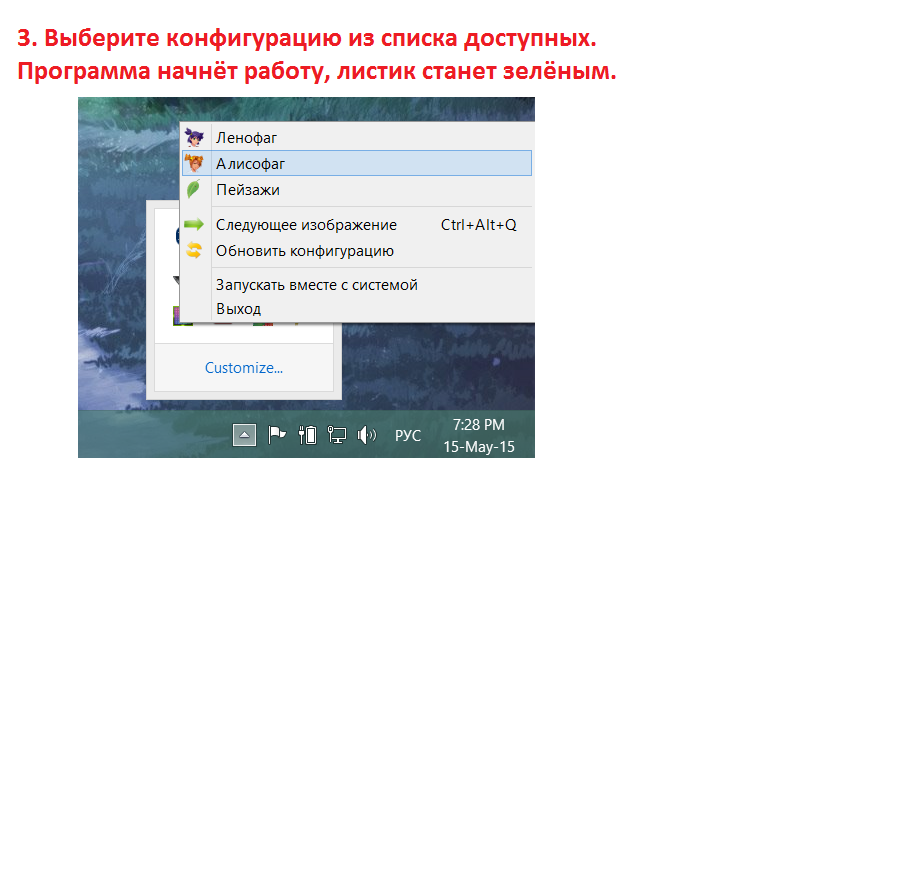 3. Выберите конфигурацию из списка доступных.
Программа начнёт работу, листик станет зелёным.
Ленофаг
Алисофаг
Пейзажи
Следующее изображение Ctrl+Alt+Q
Обновить конфигурацию
Запускать вместе с системой
Выход
Customize...
РУС
7:28 PM
15-May-15